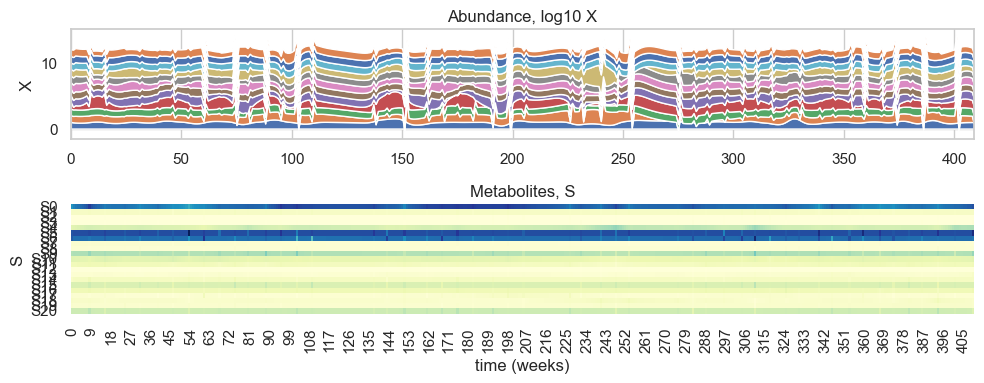 Abundance, log10 X
10
0
X
0 50 100 150 200 250 300 350 400
Metabolites, S
S0
S20
S
0 9 18 27 36 45 54 63 72 81 90 99 108 117 126 135 144 153 162 171 180 189 198 207 216 225 234 243 252 261 270 279 288 297 306 315 324 333 342 351 360 369 378 387 396 405
time (weeks)